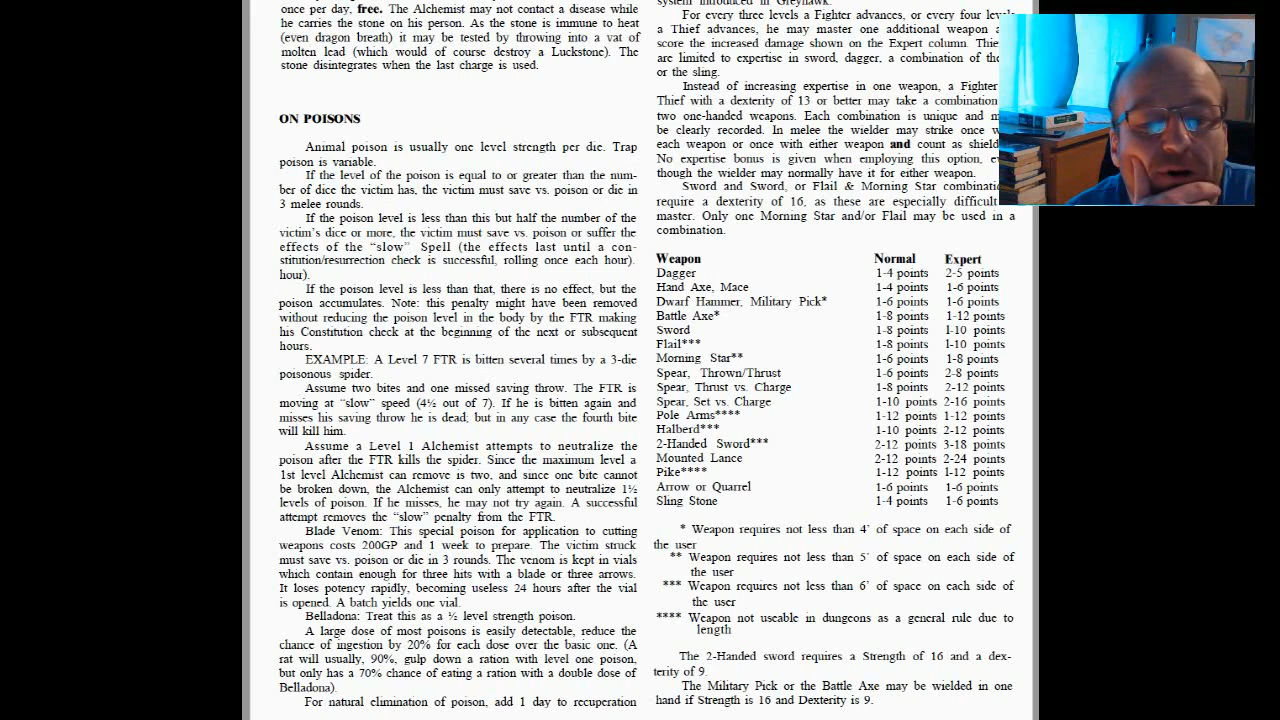 once per day, free. The Alchemist may not contact a disease while
he carries the stone on his person. As the stone is immune to heat
(even dragon breath) it may be tested by throwing into a vat of
molten lead (which would of course destroy a Luckstone). The
stone disintegrates when the last charge is used.
ON POISONS
Animal poison is usually one level strength per die. Trap
poison is variable.
If the level of the poison is equal to or greater than the num-
ber of dice the victim has, the victim must save vs. poison or die in
3 melee rounds.
If the poison level is less than this but half the number of the
victim's dice or more, the victim must save vs. poison or suffer the
effects of the “slow” Spell (the effects last until a con-
stitution/resurrection check is successful, rolling once each hour).
hour).
If the poison level is less than that, there is no effect, but the
poison accumulates. Note: this penalty might have been removed
without reducing the poison level in the body by the FTR making
his Constitution check at the beginning of the next or subsequent
hours.
EXAMPLE: A Level 7 FTR is bitten several times by a 3-die
poisonous spider.
Assume two bites and one missed saving throw. The FTR is
moving at “slow” speed (4½ out of 7). If he is bitten again and
misses his saving throw he is dead; but in any case the fourth bite
will kill him.
Assume a Level 1 Alchemist attempts to neutralize the
poison after the FTR kills the spider. Since the maximum level a
1st level Alchemist can remove is two, and since one bite cannot
be broken down, the Alchemist can only attempt to neutralize 1½
levels of poison. If he misses, he may not try again. A successful
attempt removes the “slow” penalty from the FTR.
Blade Venom: This special poison for application to cutting
weapons costs 200GP and 1 week to prepare. The victim struck
must save vs. poison or die in 3 rounds. The venom is kept in vials
which contain enough for three hits with a blade or three arrows.
It loses potency rapidly, becoming useless 24 hours after the vial
is opened. A batch yields one vial.
Belladona: Treat this as a ½ level strength poison.
A large dose of most poisons is easily detectable, reduce the
chance of ingestion by 20% for each dose over the basic one. (A
rat will usually, 90%, gulp down a ration with level one poison,
but only has a 70% chance of eating a ration with a double dose of
Belladona).
For natural elimination of poison, add 1 day to recuperation
system introduced in Greyhawk.
For every three levels a Fighter advances, or every four
a Thief advances, he may master one additional weapon
score the increased damage shown on the Expert column.
are limited to expertise in sword, dagger, a combination of
or the sling.
Instead of increasing expertise in one weapon, a Fighter
Thief with a dexterity of 13 or better may take a combination
two one-handed weapons. Each combination is unique and
be clearly recorded. In melee the wielder may strike once
each weapon or once with either weapon and count as
No expertise bonus is given when employing this option,
though the wielder may normally have it for either weapon.
Sword and Sword, or Flail & Morning Star
require a dexterity of 16, as these are especially difficult
master. Only one Morning Star and/or Flail may be used in a
combination.
Weapon Normal Expert
Dagger 1-4 points 2-5 points
Hand Axe, Mace 1-4 points 1-6 points
Dwarf Hammer, Military Pick* 1-6 points 1-6 points
Battle Axe* 1-8 points 1-12 points
Sword 1-8 points l-10 points
Flail*** 1-8 points l-10 points
Morning Star** 1-6 points 1-8 points
Spear, Thrown/Thrust 1-6 points 2-8 points
Spear, Thrust vs. Charge 1-8 points 2-12 points
Spear, Set vs. Charge 1-10 points 2-16 points
Pole Arms**** 1-12 points 1-12 points
Halberd*** 1-10 points 2-12 points
2-Handed Sword*** 2-12 points 3-18 points
Mounted Lance 2-12 points 2-24 points
Pike**** 1-12 points l-12 points
Arrow or Quarrel 1-6 points 1-6 points
Sling Stone 1-4 points 1-6 points
* Weapon requires not less than 4' of space on each side of
the user
** Weapon requires not less than 5' of space on each side of
the user
*** Weapon requires not less than 6' of space on each side of
the user
**** Weapon not useable in dungeons as a general rule due to
length
The 2-Handed sword requires a Strength of 16 and a dex-
terity of 9.
The Military Pick or the Battle Axe may be wielded in one
hand if Strength is 16 and Dexterity is 9.